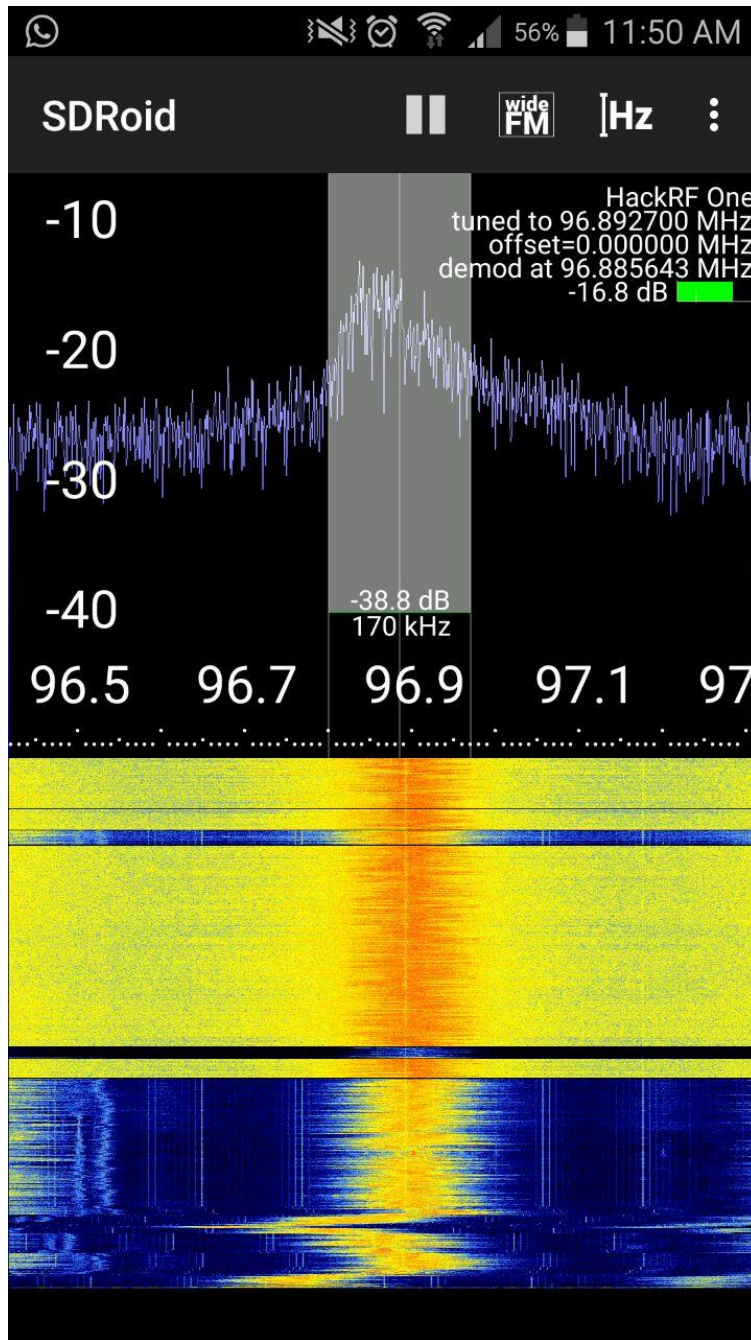 56% 11:50 AM
SDRoid wide FM Hz
HackRF One
-10 tuned to 96.892700 MHz
offset=0.000000 MHz
demod at 96.885643 MHz
-16.8 dB
-20
-30
-40 -38.8 dB
170 kHz
96.5 96.7 96.9 97.1 97